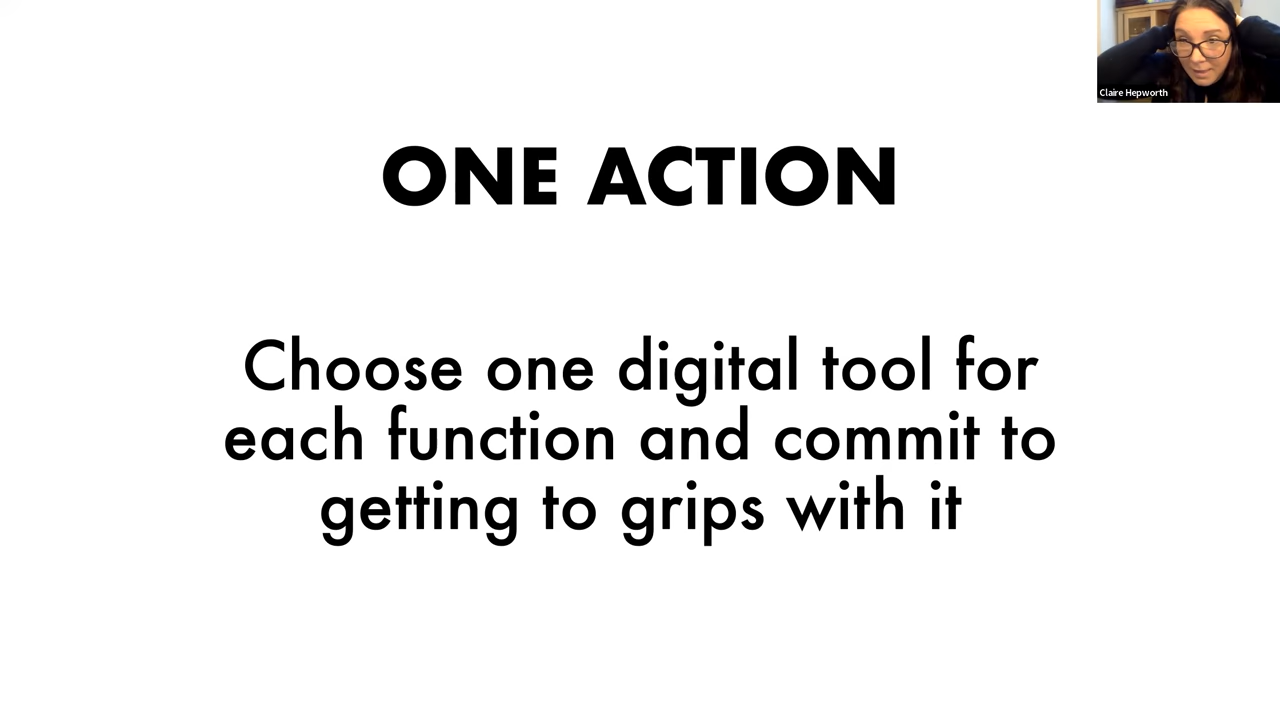 Claire Hepworth
ONE ACTION
Choose one digital tool for
each function and commit to
getting to grips with it